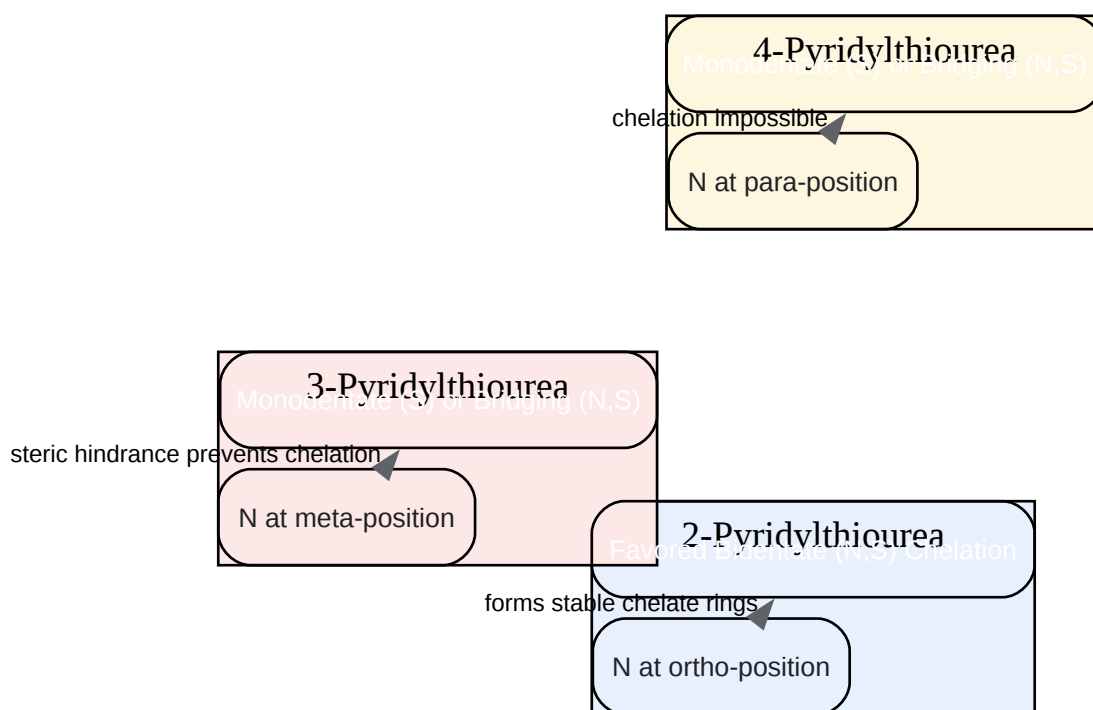 4-Pyridylthiourea
Monodentate (S) or Bridging (N,S)
chelation impossible
N at para-position
3-Pyridylthiourea
Monodentate (S) or Bridging (N,S)
steric hindrance prevents chelation
N at meta-position
2-Pyridylthiourea
Favored Bidentate (N,S) Chelation
forms stable chelate rings
N at ortho-position